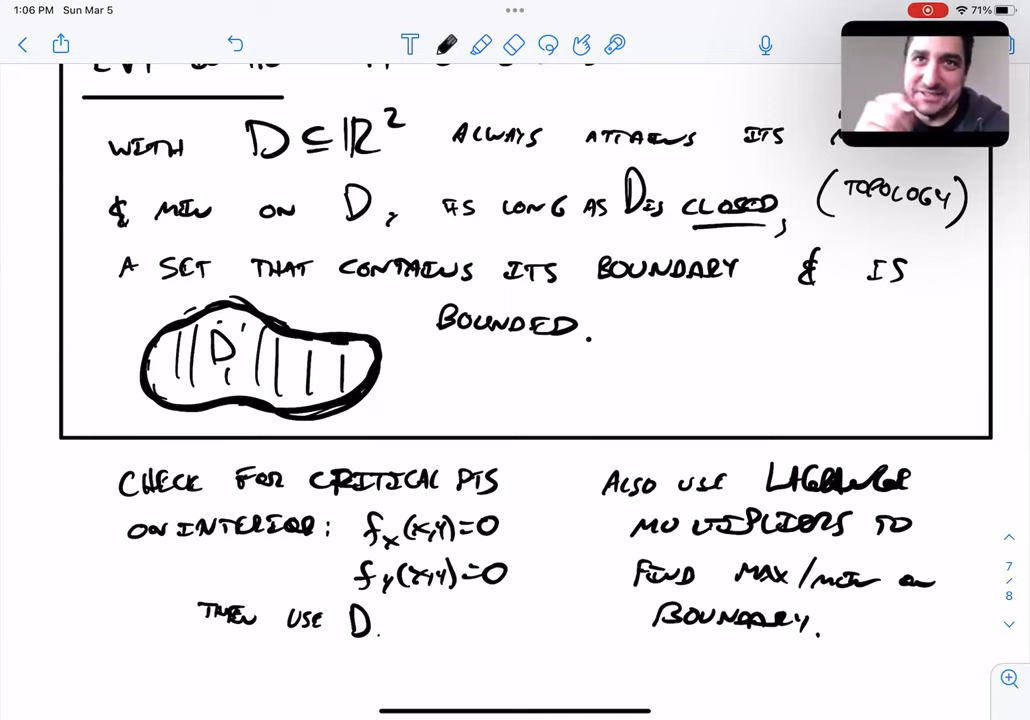 1:06 PM Sun Mar 5
71%
WITH D ⊆ ℝ² ALWAYS ATTAINS ITS
& MIN ON D, AS LONG AS D IS CLOSED, (TOPOLOGY)
A SET THAT CONTAINS ITS BOUNDARY & IS
BOUNDED.
D
CHECK FOR CRITICAL PTS
ON INTERIOR: fx(x,y)=0
fy(x,y)=0
THEN USE D.
ALSO USE LAGRANGE
MULTIPLIERS TO
FIND MAX/MIN ON
BOUNDARY.
7
/
8